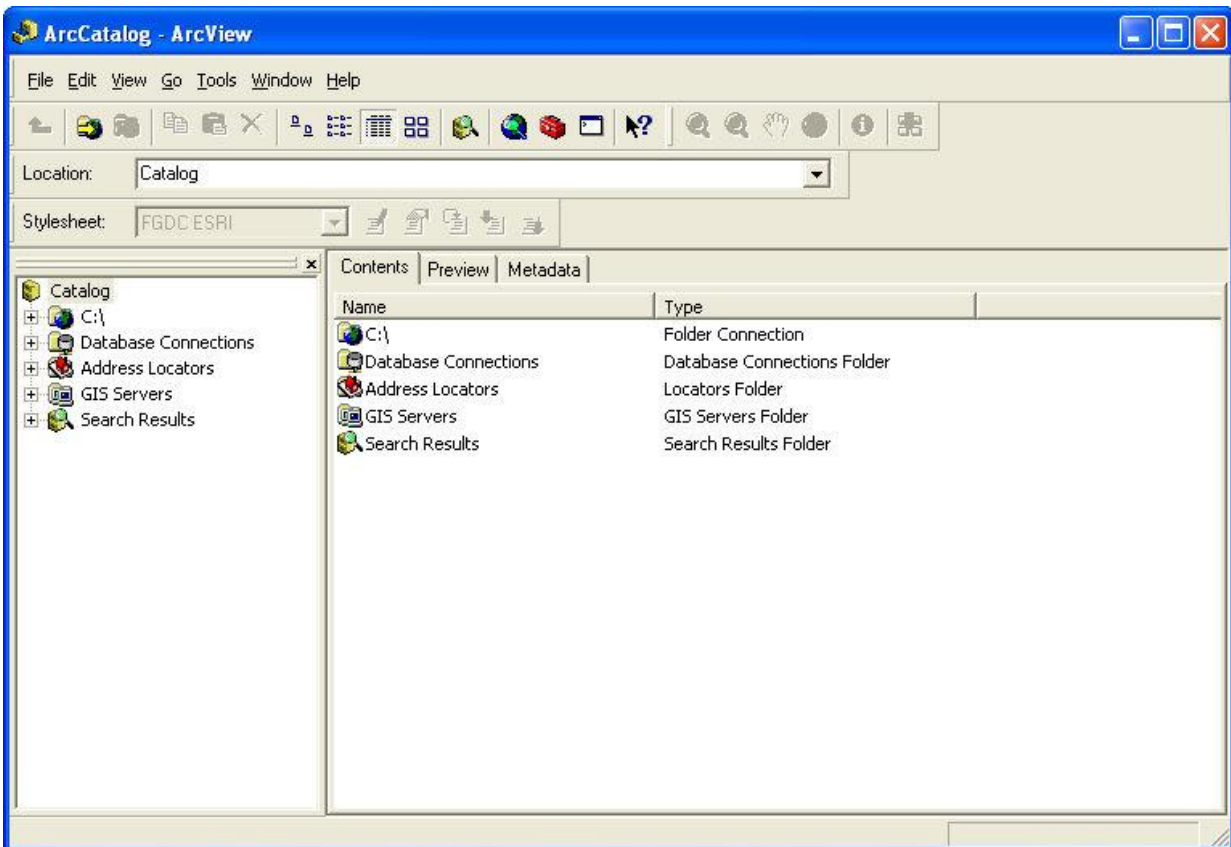 ArcCatalog - ArcView
File Edit View Go Tools Window Help
Location: Catalog
Stylesheet: FGDC ESRI
Catalog
C:\
Database Connections
Address Locators
GIS Servers
Search Results
Contents Preview Metadata
Name Type
C:\ Folder Connection
Database Connections Database Connections Folder
Address Locators Locators Folder
GIS Servers GIS Servers Folder
Search Results Search Results Folder